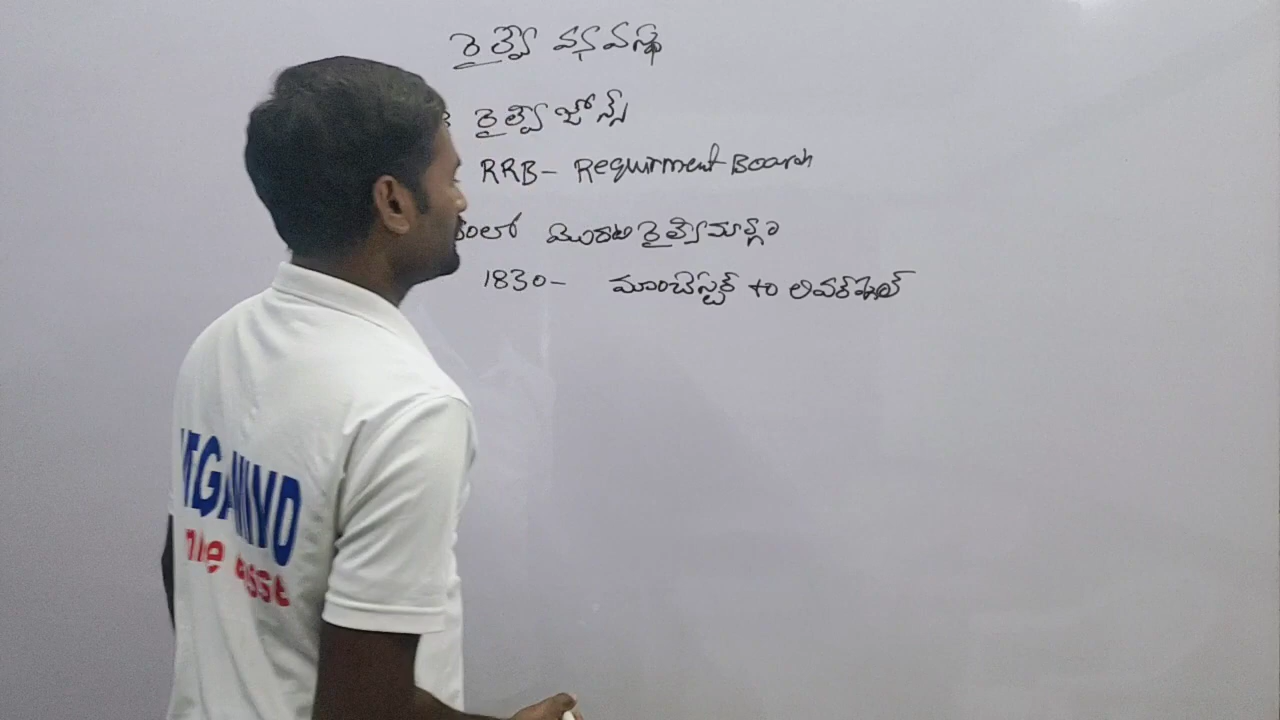 రైల్వే వ్యవస్థ
రైల్వే జోన్స్
RRB - Requirment Board
మొదట రైల్వేమార్గం
1830 - మాంచెస్టర్ to లివర్‌పూల్